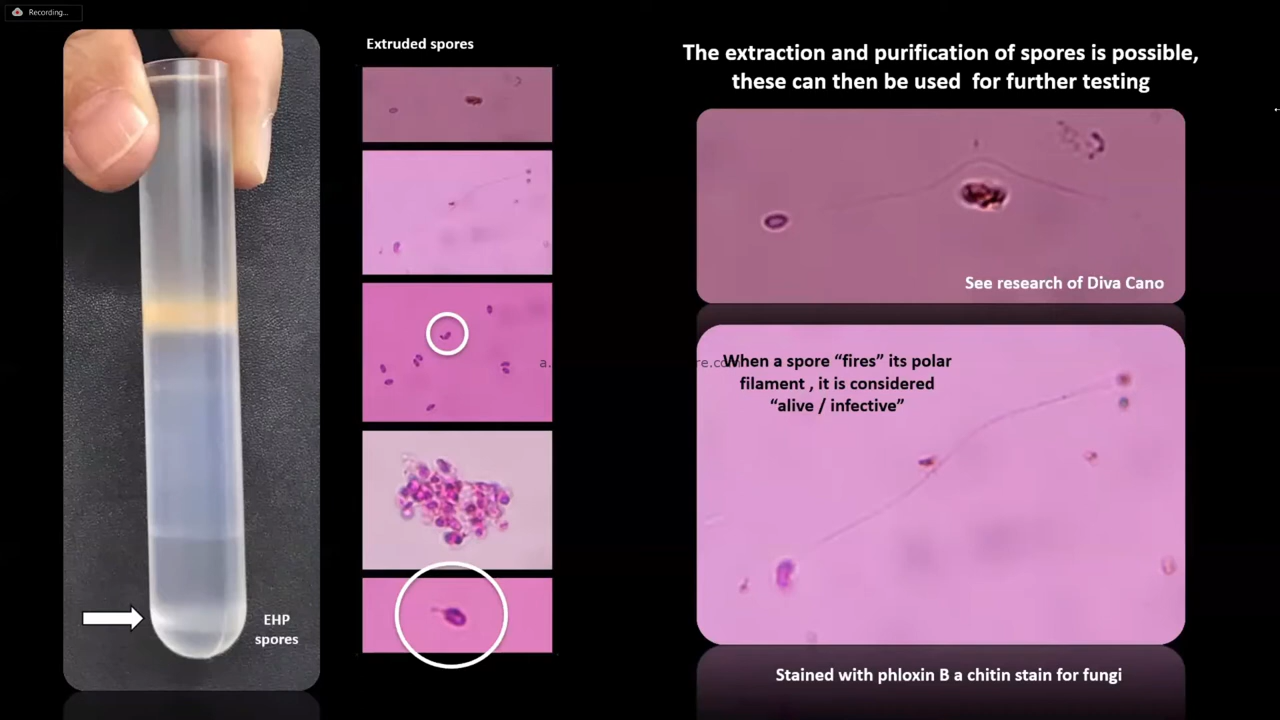 Recording...
Extruded spores
The extraction and purification of spores is possible,
these can then be used for further testing
See research of Diva Cano
When a spore “fires” its polar
filament , it is considered
“alive / infective”
EHP
spores
Stained with phloxin B a chitin stain for fungi